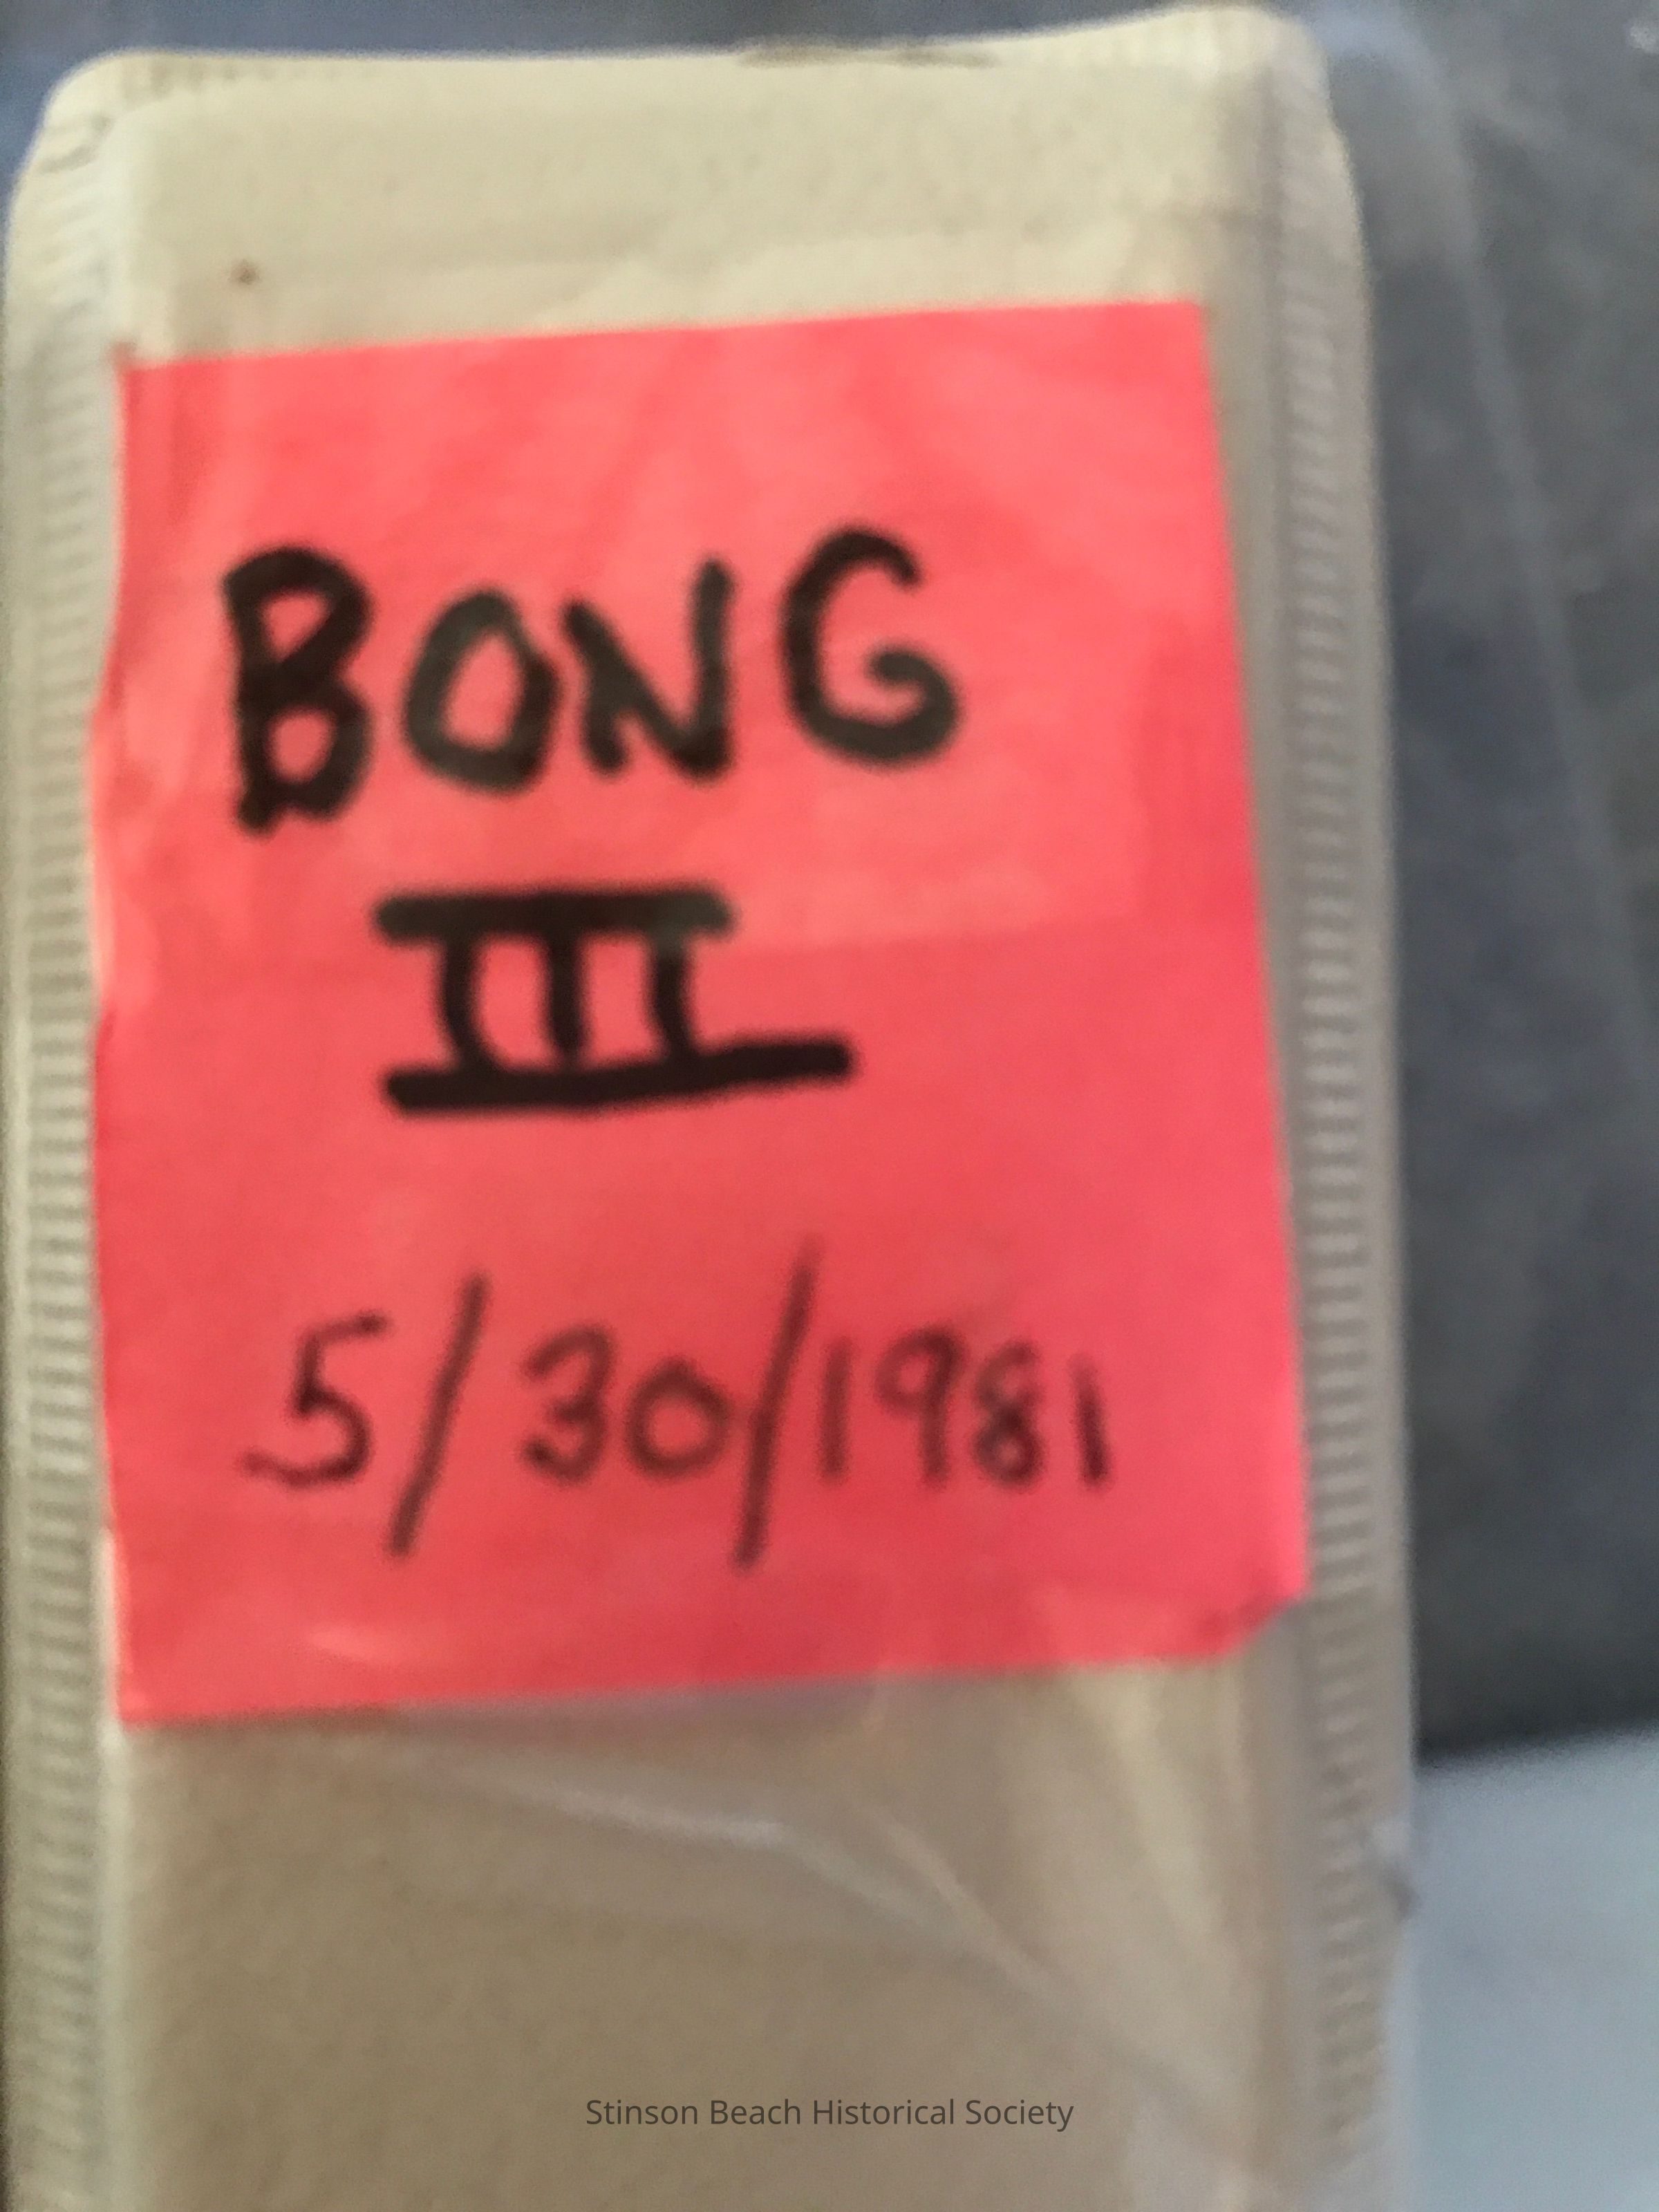 BONG
III
5/30/1981
Stinson Beach Historical Society